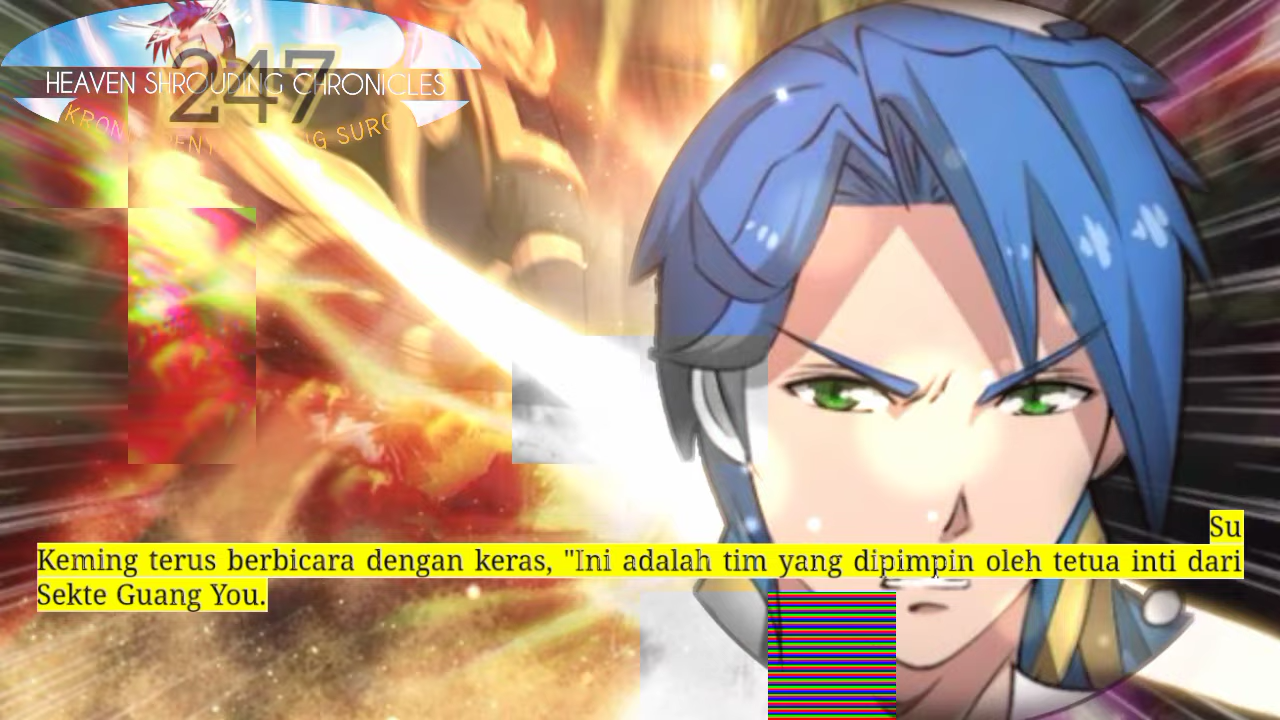 247
HEAVEN SHROUDING CHRONICLES
Su
Keming terus berbicara dengan keras, "Ini adalah tim yang dipimpin oleh tetua inti dari
Sekte Guang You.